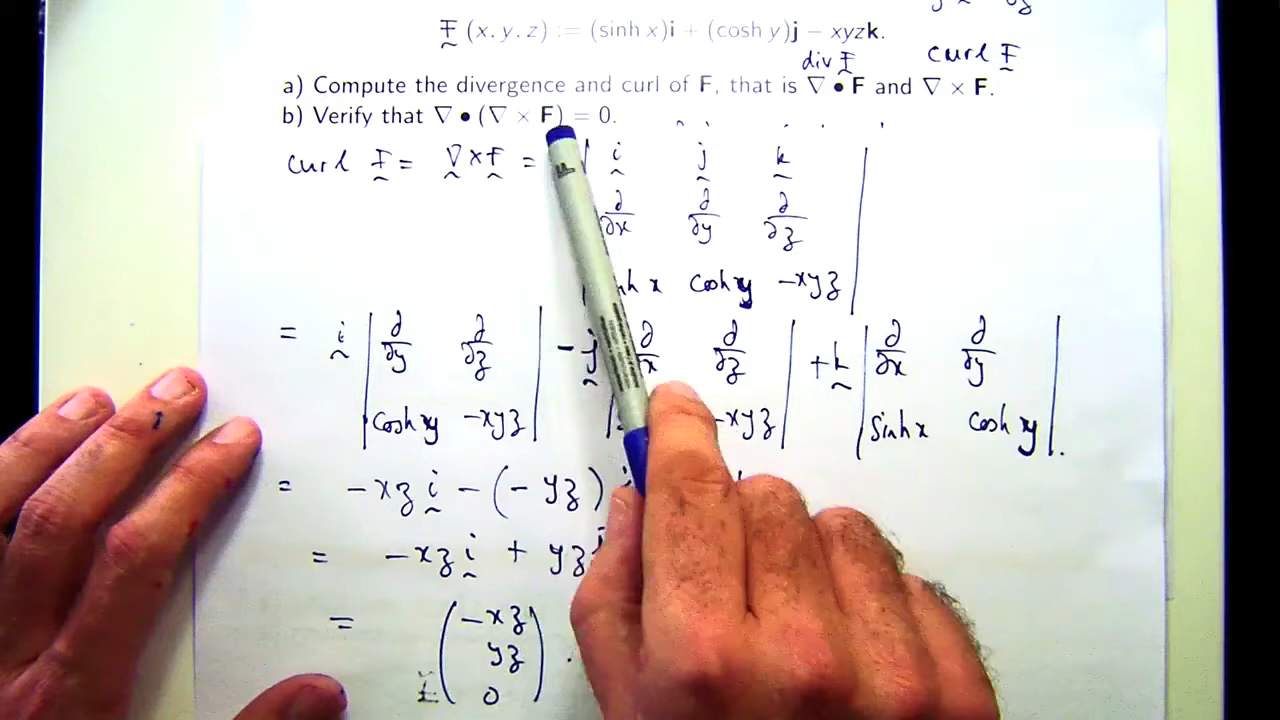 F (x, y, z) := (sinh x)i + (cosh y)j − xyzk.
div F curl F
a) Compute the divergence and curl of F, that is ∇ • F and ∇ × F.
b) Verify that ∇ • (∇ × F) = 0.
curl F = ∇ × F = | i j k |
∂/∂x ∂/∂y ∂/∂z
x cosh y −xyz
= i | ∂/∂y ∂/∂z | − j ∂/∂z | + k | ∂/∂x ∂/∂y |
cosh y −xyz −xyz sinh x cosh y .
= −xz i − (− yz)
= −xz i + yz j
= ( −xz
yz
0 ) .